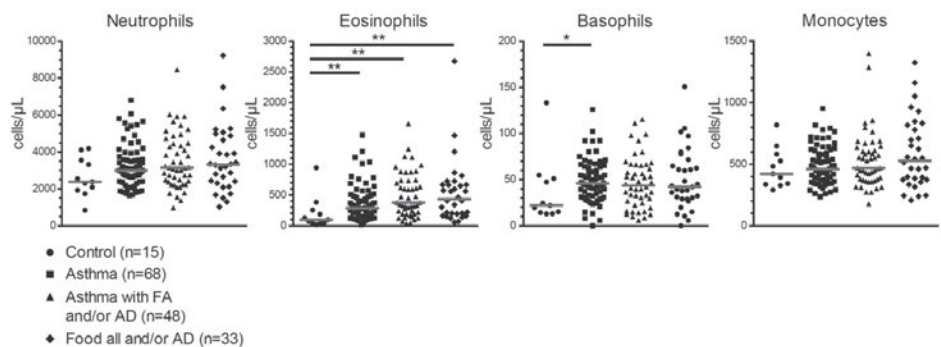 Neutrophils
cells/μL
10000
8000
6000
4000
2000
0
Eosinophils
cells/μL
3000
2500
2000
1500
1000
500
0
**
**
**
Basophils
cells/μL
200
150
100
50
0
*
Monocytes
cells/μL
1500
1000
500
0
Control (n=15)
Asthma (n=68)
Asthma with FA
and/or AD (n=48)
Food all and/or AD (n=33)